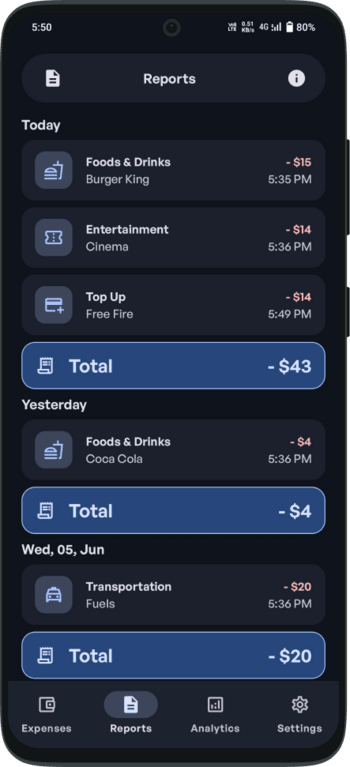 5:50
Vo) LTE 0.51 KB/s 4G 80%
Reports
Today
Foods & Drinks - $15
Burger King 5:35 PM
Entertainment - $14
Cinema 5:36 PM
Top Up - $14
Free Fire 5:49 PM
Total - $43
Yesterday
Foods & Drinks - $4
Coca Cola 5:36 PM
Total - $4
Wed, 05, Jun
Transportation - $20
Fuels 5:36 PM
Total - $20
Expenses Reports Analytics Settings